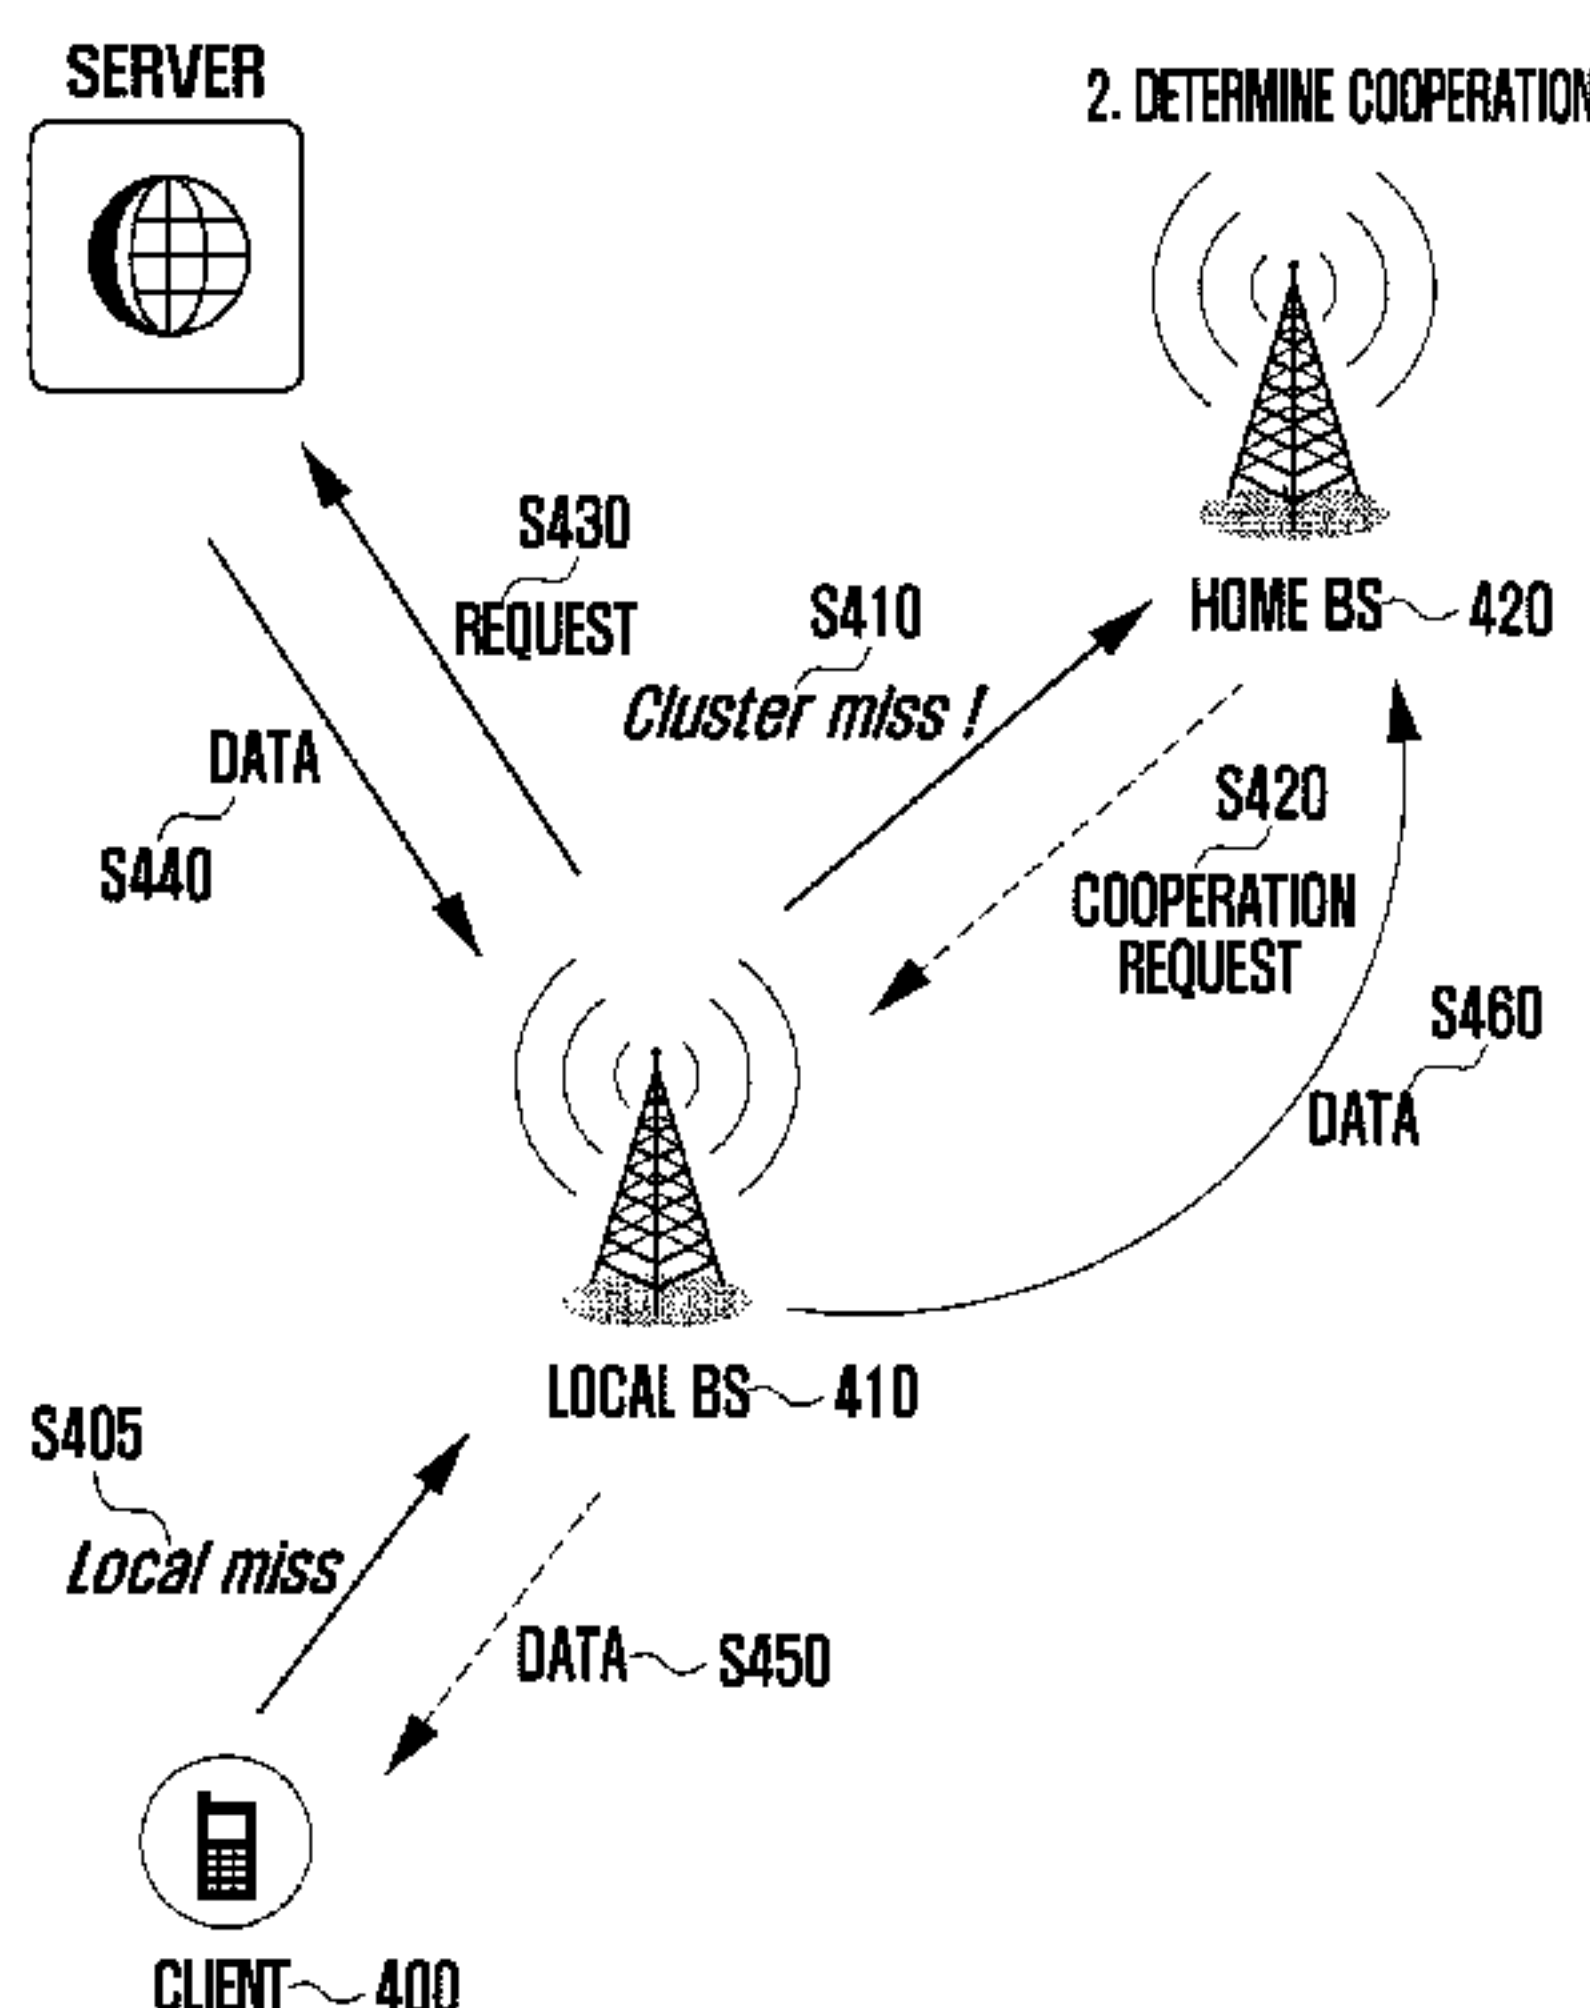 SERVER
2. DETERMINE COOPERATION
S430
REQUEST
S410
Cluster miss !
HOME BS 420
DATA
S440
S420
COOPERATION
REQUEST
S460
DATA
LOCAL BS 410
S405
Local miss
DATA S450
CLIENT 400